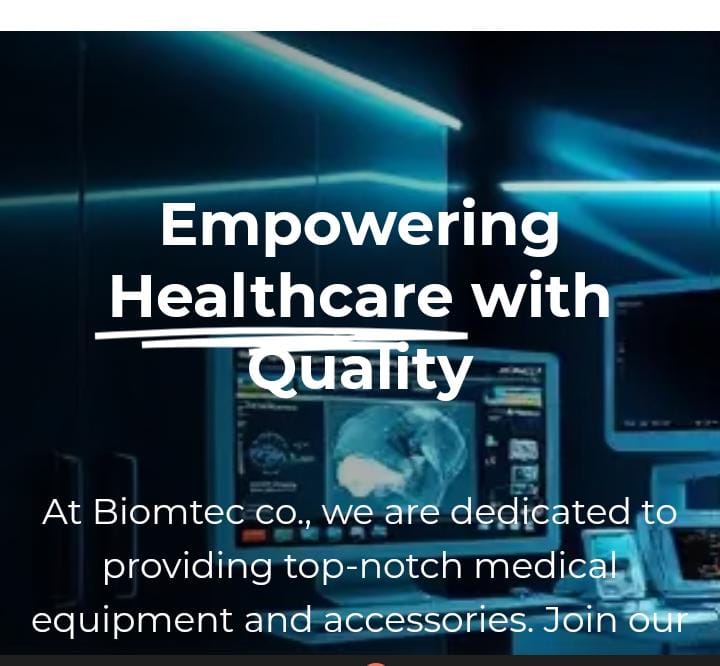 Empowering
Healthcare with
Quality
At Biomtec co., we are dedicated to
providing top-notch medical
equipment and accessories. Join our